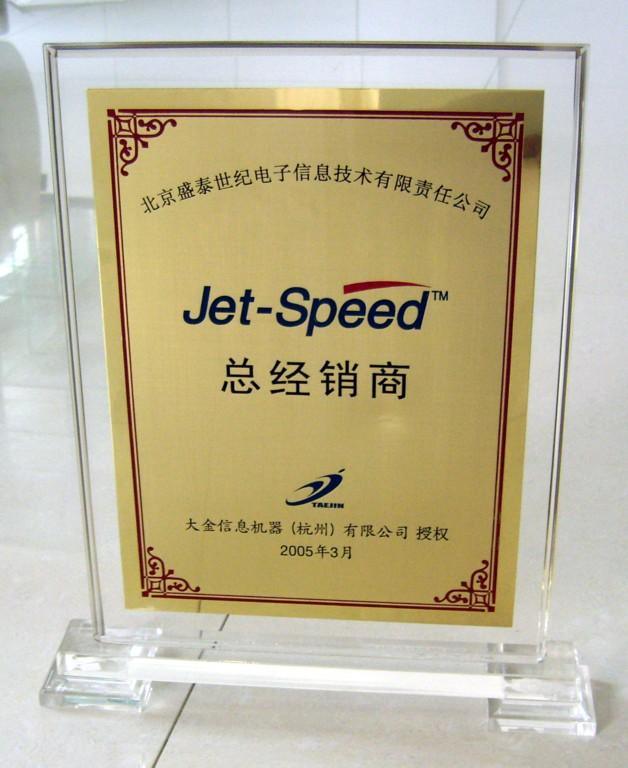 北京盛泰世纪电子信息技术有限责任公司
Jet-Speed™
总经销商
TAEJIN
大金信息机器（杭州）有限公司 授权
2005年3月